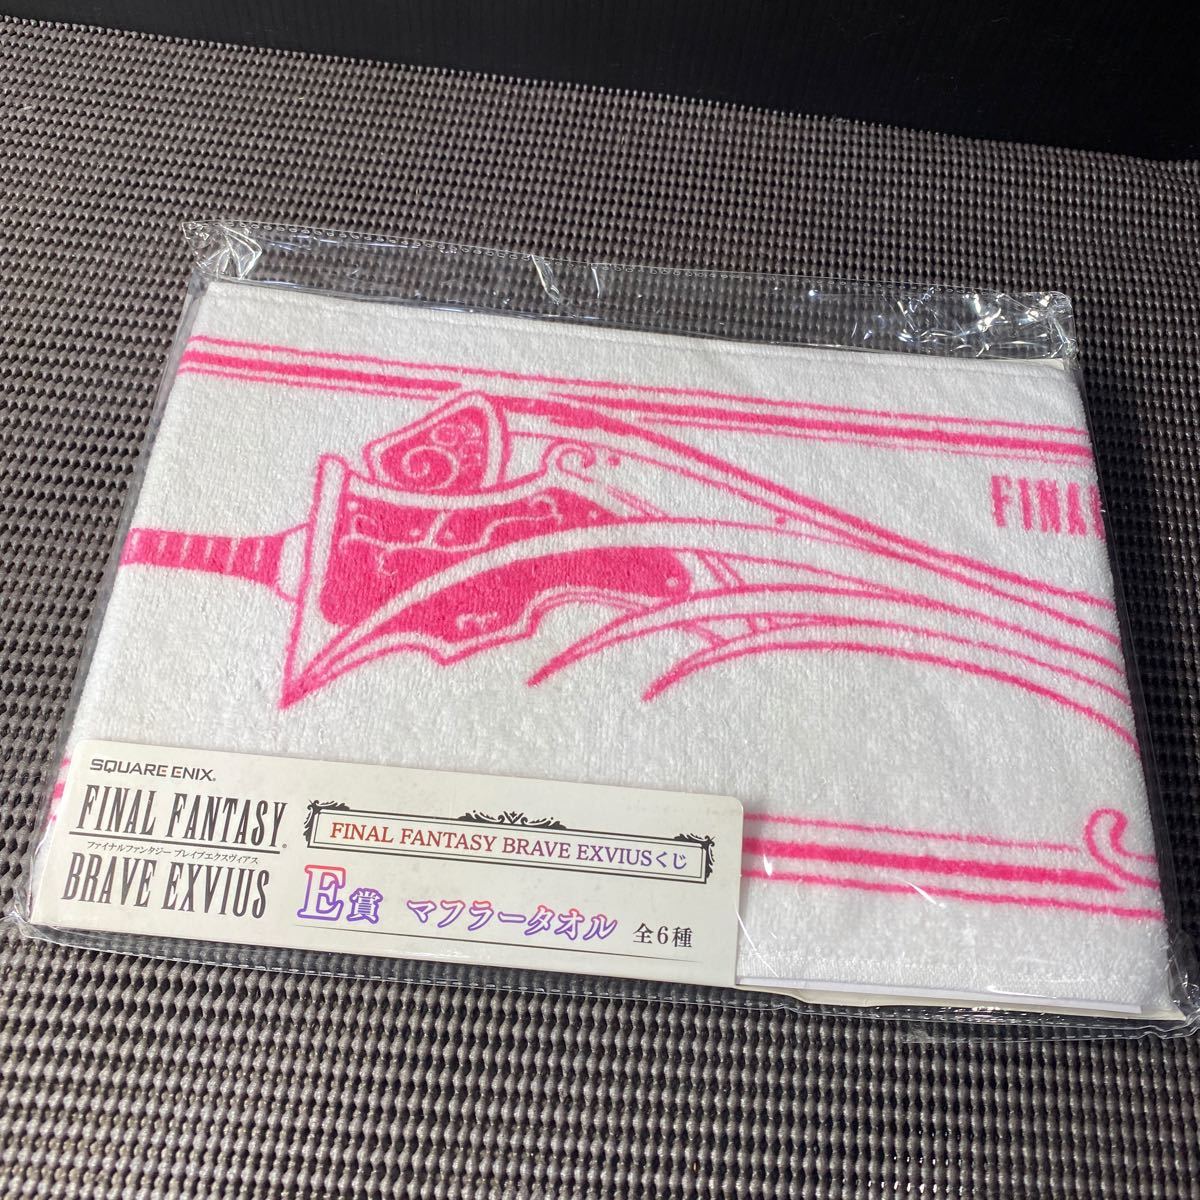 FINAL
SQUARE ENIX®
FINAL FANTASY®
ファイナルファンタジー ブレイブエクスヴィアス
BRAVE EXVIUS
FINAL FANTASY BRAVE EXVIUSくじ
E賞 マフラータオル 全6種